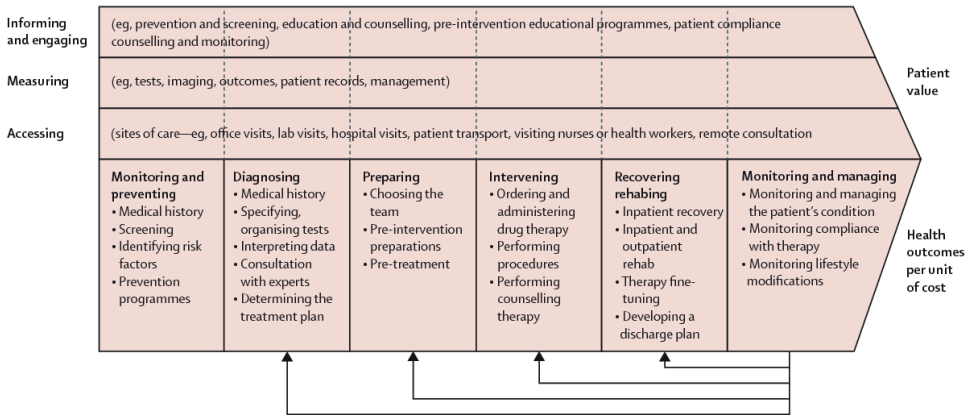 Informing
and engaging
(eg, prevention and screening, education and counselling, pre-intervention educational programmes, patient compliance
counselling and monitoring)
Measuring
(eg, tests, imaging, outcomes, patient records, management)
Patient
value
Accessing
(sites of care—eg, office visits, lab visits, hospital visits, patient transport, visiting nurses or health workers, remote consultation
Monitoring and
preventing
• Medical history
• Screening
• Identifying risk
factors
• Prevention
programmes
Diagnosing
• Medical history
• Specifying,
organising tests
• Interpreting data
• Consultation
with experts
• Determining the
treatment plan
Preparing
• Choosing the
team
• Pre-intervention
preparations
• Pre-treatment
Intervening
• Ordering and
administering
drug therapy
• Performing
procedures
• Performing
counselling
therapy
Recovering
rehabing
• Inpatient recovery
• Inpatient and
outpatient
rehab
• Therapy fine-
tuning
• Developing a
discharge plan
Monitoring and managing
• Monitoring and managing
the patient's condition
• Monitoring compliance
with therapy
• Monitoring lifestyle
modifications
Health
outcomes
per unit
of cost